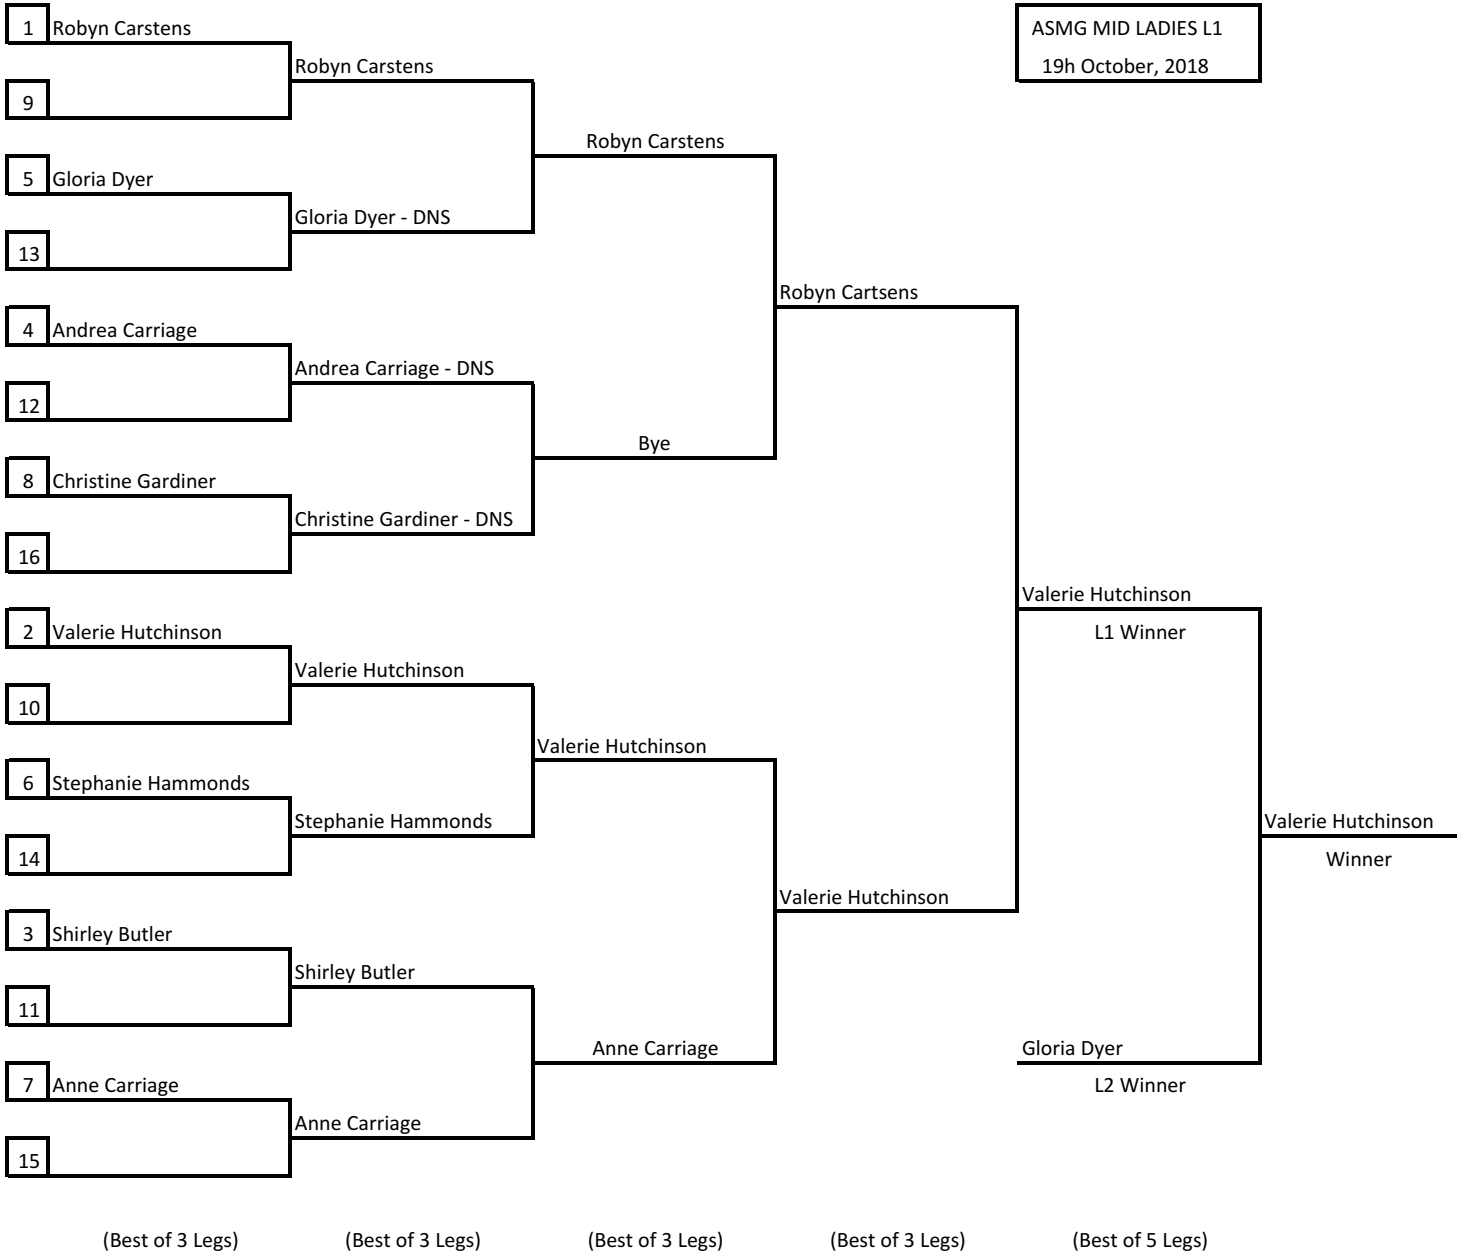 1 Robyn Carstens
ASMG MID LADIES L1
Robyn Carstens
19h October, 2018
9
Robyn Carstens
5 Gloria Dyer
Gloria Dyer - DNS
13
Robyn Cartsens
4 Andrea Carriage
Andrea Carriage - DNS
12
Bye
8 Christine Gardiner
Christine Gardiner - DNS
16
Valerie Hutchinson
2 Valerie Hutchinson
L1 Winner
Valerie Hutchinson
10
Valerie Hutchinson
6 Stephanie Hammonds
Stephanie Hammonds
Valerie Hutchinson
14
Winner
Valerie Hutchinson
3 Shirley Butler
Shirley Butler
11
Anne Carriage
Gloria Dyer
7 Anne Carriage
L2 Winner
Anne Carriage
15
(Best of 3 Legs) (Best of 3 Legs) (Best of 3 Legs) (Best of 3 Legs) (Best of 5 Legs)